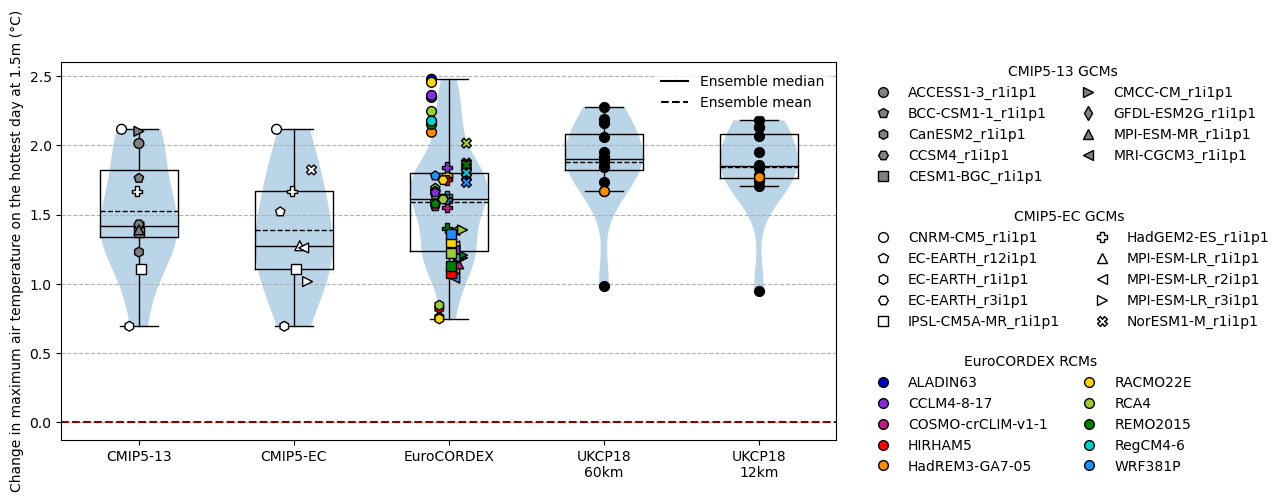 Change in maximum air temperature on the hottest day at 1.5m (°C)
2.5
2.0
1.5
1.0
0.5
0.0
Ensemble median
Ensemble mean
CMIP5-13
CMIP5-EC
EuroCORDEX
UKCP18
60km
UKCP18
12km
CMIP5-13 GCMs
ACCESS1-3_r1i1p1
BCC-CSM1-1_r1i1p1
CanESM2_r1i1p1
CCSM4_r1i1p1
CESM1-BGC_r1i1p1
CMCC-CM_r1i1p1
GFDL-ESM2G_r1i1p1
MPI-ESM-MR_r1i1p1
MRI-CGCM3_r1i1p1
CMIP5-EC GCMs
CNRM-CM5_r1i1p1
EC-EARTH_r12i1p1
EC-EARTH_r1i1p1
EC-EARTH_r3i1p1
IPSL-CM5A-MR_r1i1p1
HadGEM2-ES_r1i1p1
MPI-ESM-LR_r1i1p1
MPI-ESM-LR_r2i1p1
MPI-ESM-LR_r3i1p1
NorESM1-M_r1i1p1
EuroCORDEX RCMs
ALADIN63
CCLM4-8-17
COSMO-crCLIM-v1-1
HIRHAM5
HadREM3-GA7-05
RACMO22E
RCA4
REMO2015
RegCM4-6
WRF381P